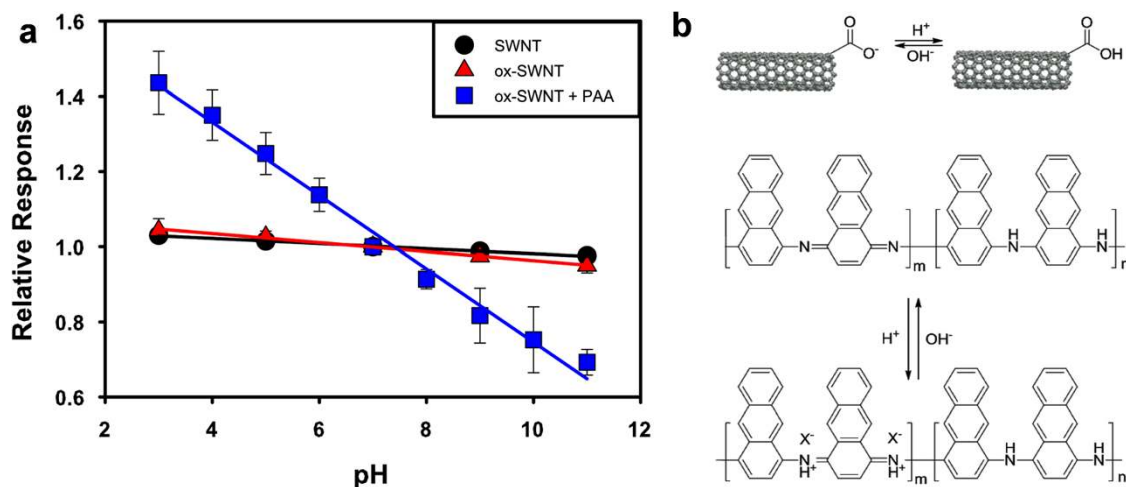 a
1.6
1.4
1.2
1.0
0.8
0.6
Relative Response
SWNT
ox-SWNT
ox-SWNT + PAA
2 4 6 8 10 12
pH
b
O
O⁻
H⁺
OH⁻
O
OH
N N m N H N H n
H⁺ OH⁻
X⁻ X⁻
N H⁺ N H⁺ m N H N H n